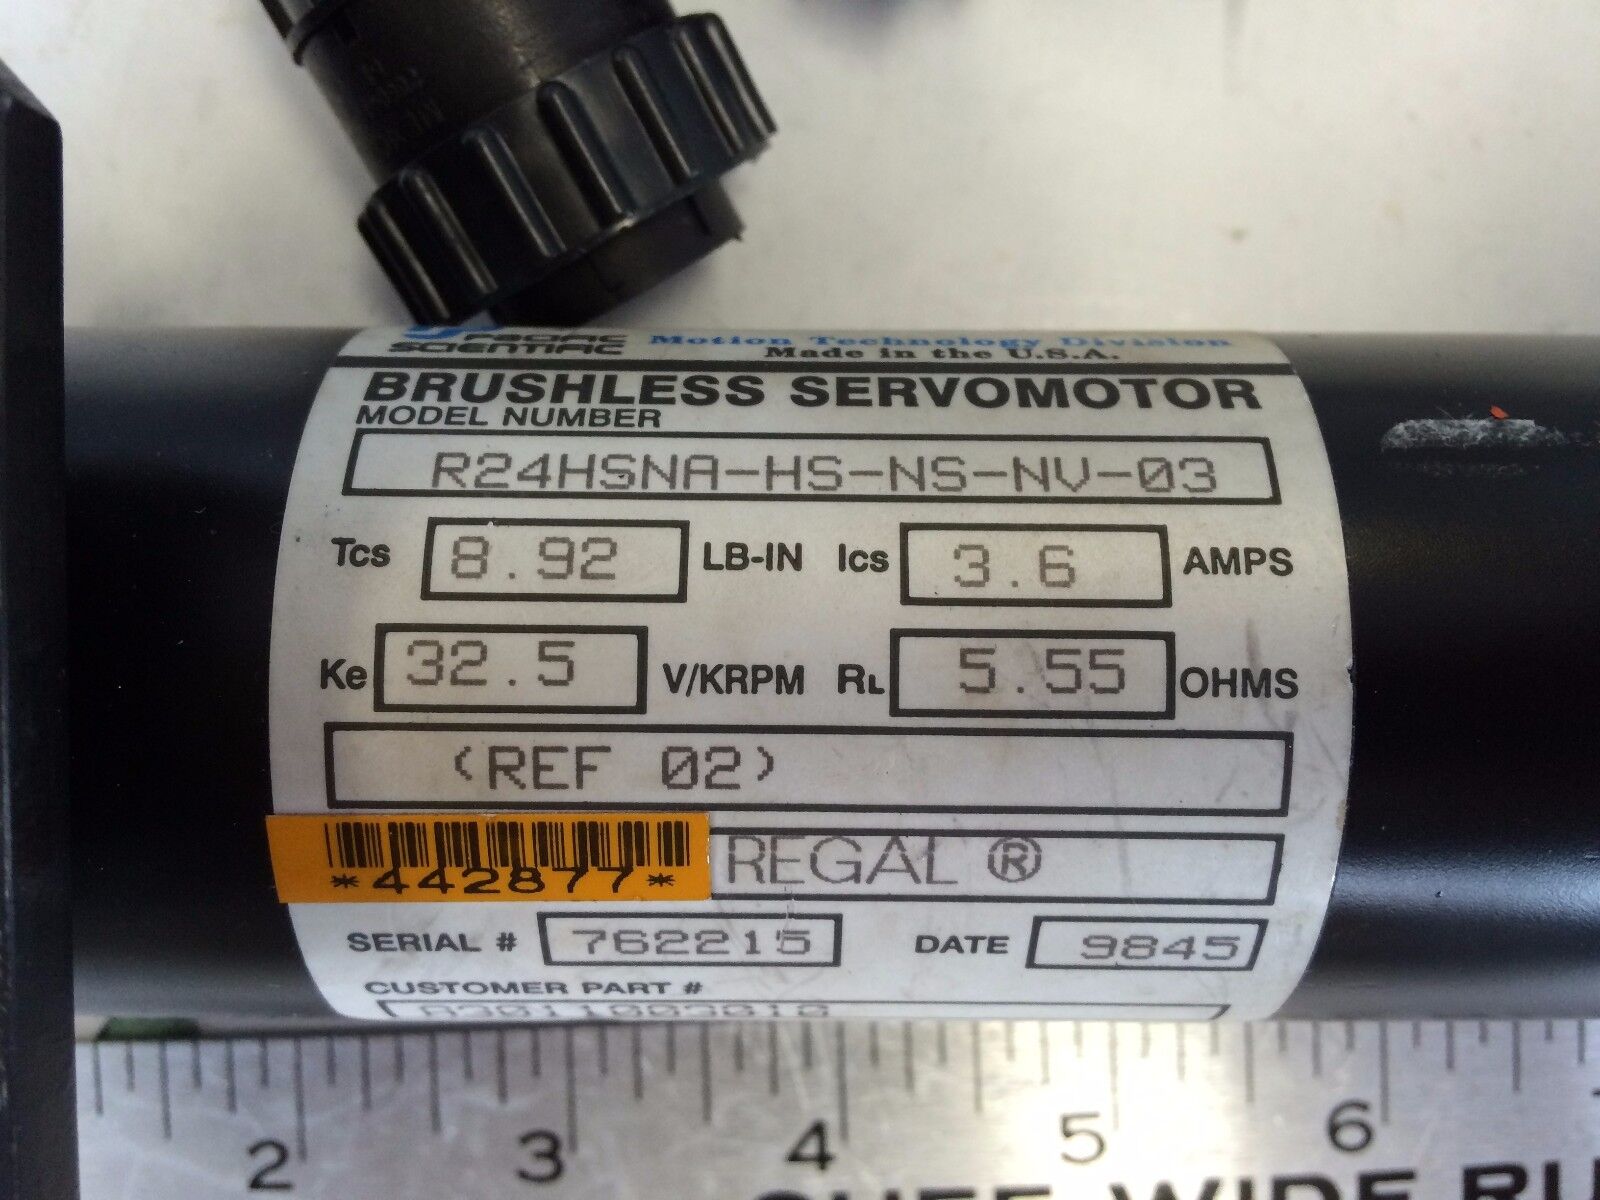 PACIFIC SCIENTIFIC Motion Technology Division
Made in the U.S.A.
BRUSHLESS SERVOMOTOR
MODEL NUMBER
R24HSNA-HS-NS-NV-03
Tcs 8.92 LB-IN Ics 3.6 AMPS
Ke 32.5 V/KRPM RL 5.55 OHMS
(REF 02)
*442877* REGAL ®
SERIAL # 762215 DATE 9845
CUSTOMER PART #
2 3 4 5 6